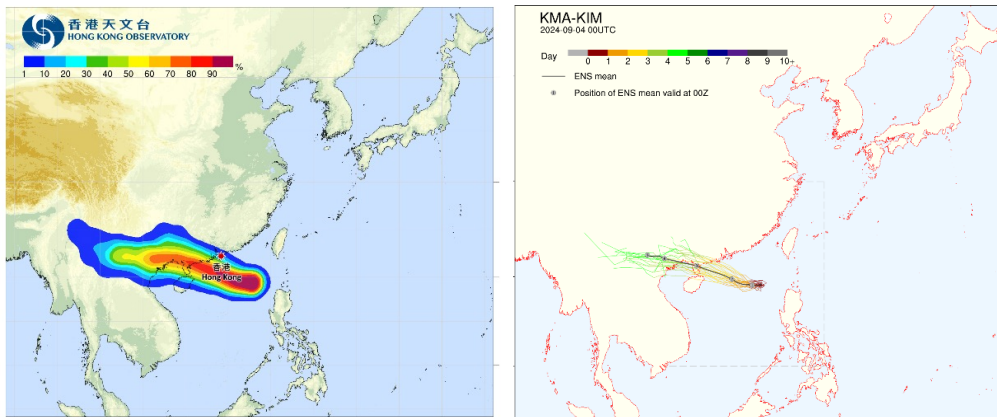 香港天文台
HONG KONG OBSERVATORY
1 10 20 30 40 50 60 70 80 90 %
香港
Hong Kong
KMA-KIM
2024-09-04 00UTC
Day 0 1 2 3 4 5 6 7 8 9 10+
ENS mean
Position of ENS mean valid at 00Z